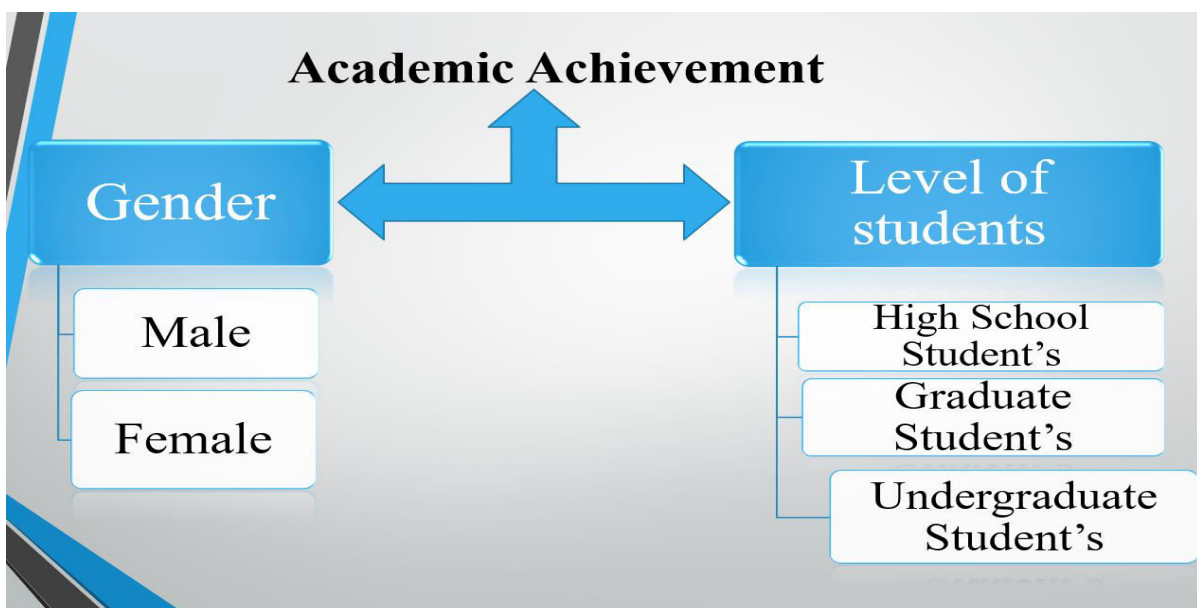 Academic Achievement
Gender
Male
Female
Level of
students
High School
Student’s
Graduate
Student’s
Undergraduate
Student’s